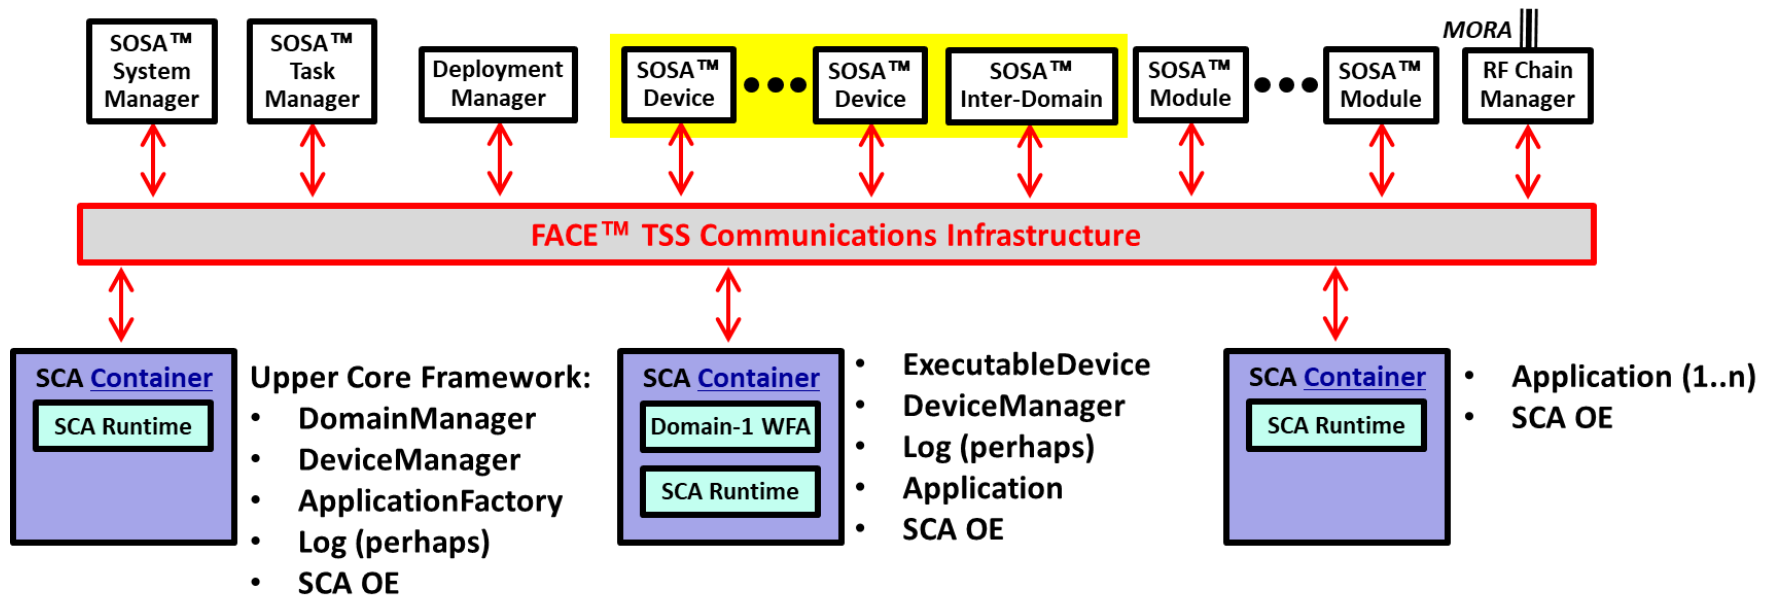 SOSA™
System
Manager
SOSA™
Task
Manager
Deployment
Manager
SOSA™
Device
SOSA™
Device
SOSA™
Inter-Domain
SOSA™
Module
SOSA™
Module
MORA
RF Chain
Manager
FACE™ TSS Communications Infrastructure
SCA Container
SCA Runtime
Upper Core Framework:
• DomainManager
• DeviceManager
• ApplicationFactory
• Log (perhaps)
• SCA OE
SCA Container
Domain-1 WFA
SCA Runtime
• ExecutableDevice
• DeviceManager
• Log (perhaps)
• Application
• SCA OE
SCA Container
SCA Runtime
• Application (1..n)
• SCA OE